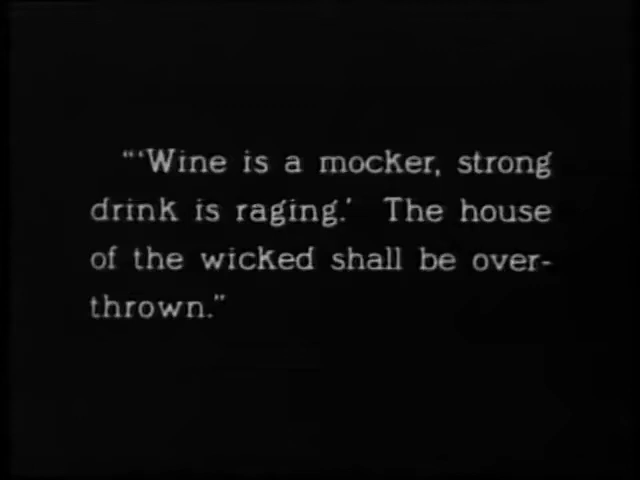 "‘Wine is a mocker, strong
drink is raging.’ The house
of the wicked shall be over-
thrown."